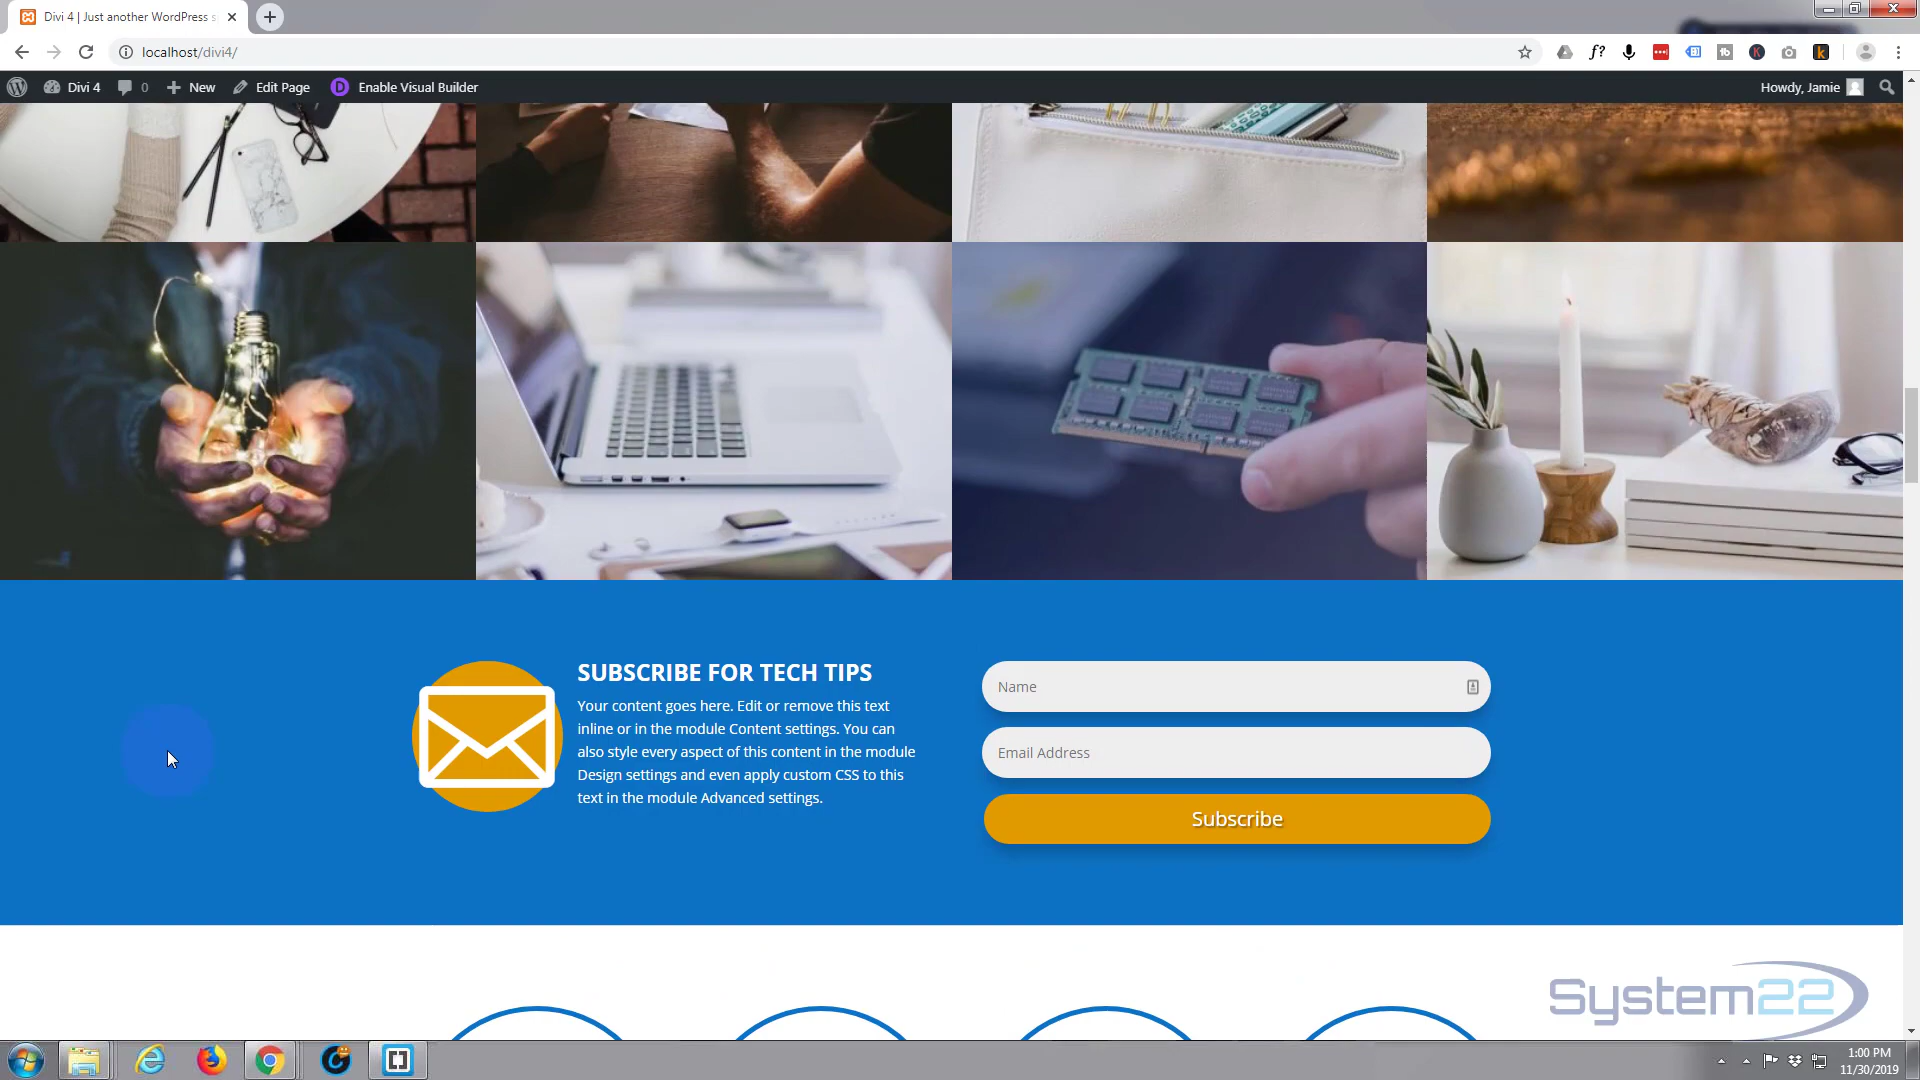 Divi 4 | Just another WordPress s
localhost/divi4/
Divi 4
0
New
Edit Page
Enable Visual Builder
Howdy, Jamie
SUBSCRIBE FOR TECH TIPS
Your content goes here. Edit or remove this text
inline or in the module Content settings. You can
also style every aspect of this content in the module
Design settings and even apply custom CSS to this
text in the module Advanced settings.
Name
Email Address
Subscribe
System22
1:00 PM
11/30/2019